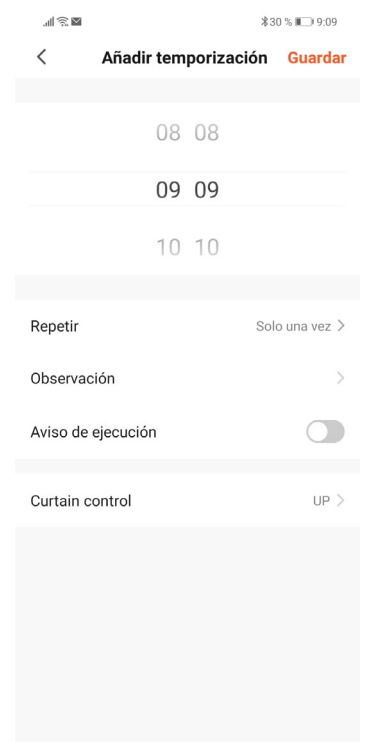 30 % 9:09
Añadir temporización Guardar
08 08
09 09
10 10
Repetir Solo una vez
Observación
Aviso de ejecución
Curtain control UP